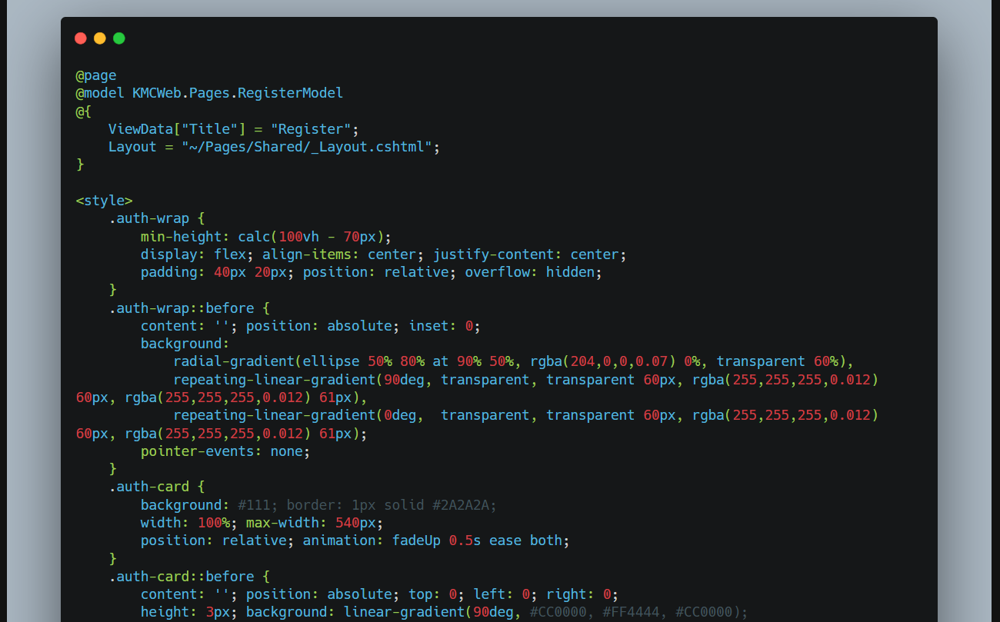 @page
@model KMCWeb.Pages.RegisterModel
@{
    ViewData["Title"] = "Register";
    Layout = "~/Pages/Shared/_Layout.cshtml";
}

<style>
    .auth-wrap {
        min-height: calc(100vh - 70px);
        display: flex; align-items: center; justify-content: center;
        padding: 40px 20px; position: relative; overflow: hidden;
    }
    .auth-wrap::before {
        content: ''; position: absolute; inset: 0;
        background:
            radial-gradient(ellipse 50% 80% at 90% 50%, rgba(204,0,0,0.07) 0%, transparent 60%),
            repeating-linear-gradient(90deg, transparent, transparent 60px, rgba(255,255,255,0.012)
60px, rgba(255,255,255,0.012) 61px),
            repeating-linear-gradient(0deg,  transparent, transparent 60px, rgba(255,255,255,0.012)
60px, rgba(255,255,255,0.012) 61px);
        pointer-events: none;
    }
    .auth-card {
        background: #111; border: 1px solid #2A2A2A;
        width: 100%; max-width: 540px;
        position: relative; animation: fadeUp 0.5s ease both;
    }
    .auth-card::before {
        content: ''; position: absolute; top: 0; left: 0; right: 0;
        height: 3px; background: linear-gradient(90deg, #CC0000, #FF4444, #CC0000);